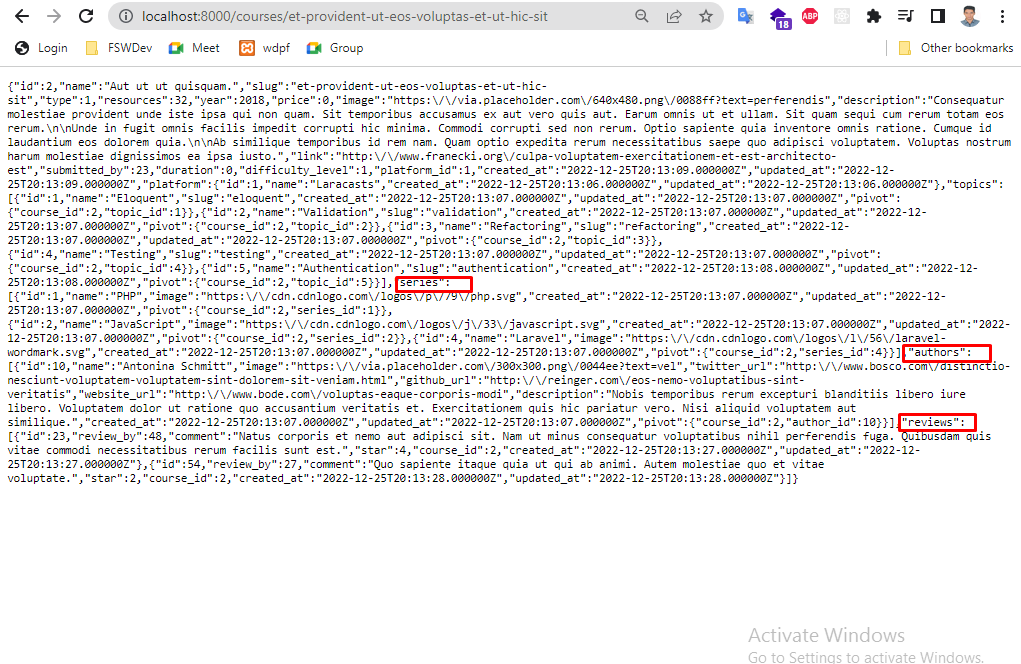 localhost:8000/courses/et-provident-ut-eos-voluptas-et-ut-hic-sit
18
ABP
Login
FSWDev
Meet
wdpf
Group
Other bookmarks
{"id":2,"name":"Aut ut ut quisquam.","slug":"et-provident-ut-eos-voluptas-et-ut-hic-
sit","type":1,"resources":32,"year":2018,"price":0,"image":"https:\/\/via.placeholder.com\/640x480.png\/0088ff?text=perferendis","description":"Consequatur
molestiae provident unde iste ipsa qui non quam. Sit temporibus accusamus ex aut vero quis aut. Earum omnis ut et ullam. Sit quam sequi cum rerum totam eos
rerum.\n\nUnde in fugit omnis facilis impedit corrupti hic minima. Commodi corrupti sed non rerum. Optio sapiente quia inventore omnis ratione. Cumque id
laudantium eos dolorem quia.\n\nAb similique temporibus id rem nam. Quam optio expedita rerum necessitatibus saepe quo adipisci voluptatem. Voluptas nostrum
harum molestiae dignissimos ea ipsa iusto.","link":"http:\/\/www.franecki.org\/culpa-voluptatem-exercitationem-et-est-architecto-
est","submitted_by":23,"duration":0,"difficulty_level":1,"platform_id":1,"created_at":"2022-12-25T20:13:09.000000Z","updated_at":"2022-12-
25T20:13:09.000000Z","platform":{"id":1,"name":"Laracasts","created_at":"2022-12-25T20:13:06.000000Z","updated_at":"2022-12-25T20:13:06.000000Z"},"topics":
[{"id":1,"name":"Eloquent","slug":"eloquent","created_at":"2022-12-25T20:13:07.000000Z","updated_at":"2022-12-25T20:13:07.000000Z","pivot":
{"course_id":2,"topic_id":1}},{"id":2,"name":"Validation","slug":"validation","created_at":"2022-12-25T20:13:07.000000Z","updated_at":"2022-12-
25T20:13:07.000000Z","pivot":{"course_id":2,"topic_id":2}},{"id":3,"name":"Refactoring","slug":"refactoring","created_at":"2022-12-
25T20:13:07.000000Z","updated_at":"2022-12-25T20:13:07.000000Z","pivot":{"course_id":2,"topic_id":3}},
{"id":4,"name":"Testing","slug":"testing","created_at":"2022-12-25T20:13:07.000000Z","updated_at":"2022-12-25T20:13:07.000000Z","pivot":
{"course_id":2,"topic_id":4}},{"id":5,"name":"Authentication","slug":"authentication","created_at":"2022-12-25T20:13:08.000000Z","updated_at":"2022-12-
25T20:13:08.000000Z","pivot":{"course_id":2,"topic_id":5}}],"series":
[{"id":1,"name":"PHP","image":"https:\/\/cdn.cdnlogo.com\/logos\/p\/79\/php.svg","created_at":"2022-12-25T20:13:07.000000Z","updated_at":"2022-12-
25T20:13:07.000000Z","pivot":{"course_id":2,"series_id":1}},
{"id":2,"name":"JavaScript","image":"https:\/\/cdn.cdnlogo.com\/logos\/j\/33\/javascript.svg","created_at":"2022-12-25T20:13:07.000000Z","updated_at":"2022-
12-25T20:13:07.000000Z","pivot":{"course_id":2,"series_id":2}},{"id":4,"name":"Laravel","image":"https:\/\/cdn.cdnlogo.com\/logos\/l\/56\/laravel-
wordmark.svg","created_at":"2022-12-25T20:13:07.000000Z","updated_at":"2022-12-25T20:13:07.000000Z","pivot":{"course_id":2,"series_id":4}}],"authors":
[{"id":10,"name":"Antonina Schmitt","image":"https:\/\/via.placeholder.com\/300x300.png\/0044ee?text=vel","twitter_url":"http:\/\/www.bosco.com\/distinctio-
nesciunt-voluptatem-voluptatem-sint-dolorem-sit-veniam.html","github_url":"http:\/\/reinger.com\/eos-nemo-voluptatibus-sint-
veritatis","website_url":"http:\/\/www.bode.com\/voluptas-eaque-corporis-modi","description":"Nobis temporibus rerum excepturi blanditiis libero iure
libero. Voluptatem dolor ut ratione quo accusantium veritatis et. Exercitationem quis hic pariatur vero. Nisi aliquid voluptatem aut
similique.","created_at":"2022-12-25T20:13:07.000000Z","updated_at":"2022-12-25T20:13:07.000000Z","pivot":{"course_id":2,"author_id":10}}],"reviews":
[{"id":23,"review_by":48,"comment":"Natus corporis et nemo aut adipisci sit. Nam ut minus consequatur voluptatibus nihil perferendis fuga. Quibusdam quis
vitae commodi necessitatibus rerum facilis sunt est.","star":4,"course_id":2,"created_at":"2022-12-25T20:13:27.000000Z","updated_at":"2022-12-
25T20:13:27.000000Z"},{"id":54,"review_by":27,"comment":"Quo sapiente itaque quia ut qui ab animi. Autem molestiae quo et vitae
voluptate.","star":2,"course_id":2,"created_at":"2022-12-25T20:13:28.000000Z","updated_at":"2022-12-25T20:13:28.000000Z"}]}
Activate Windows
Go to Settings to activate Windows.